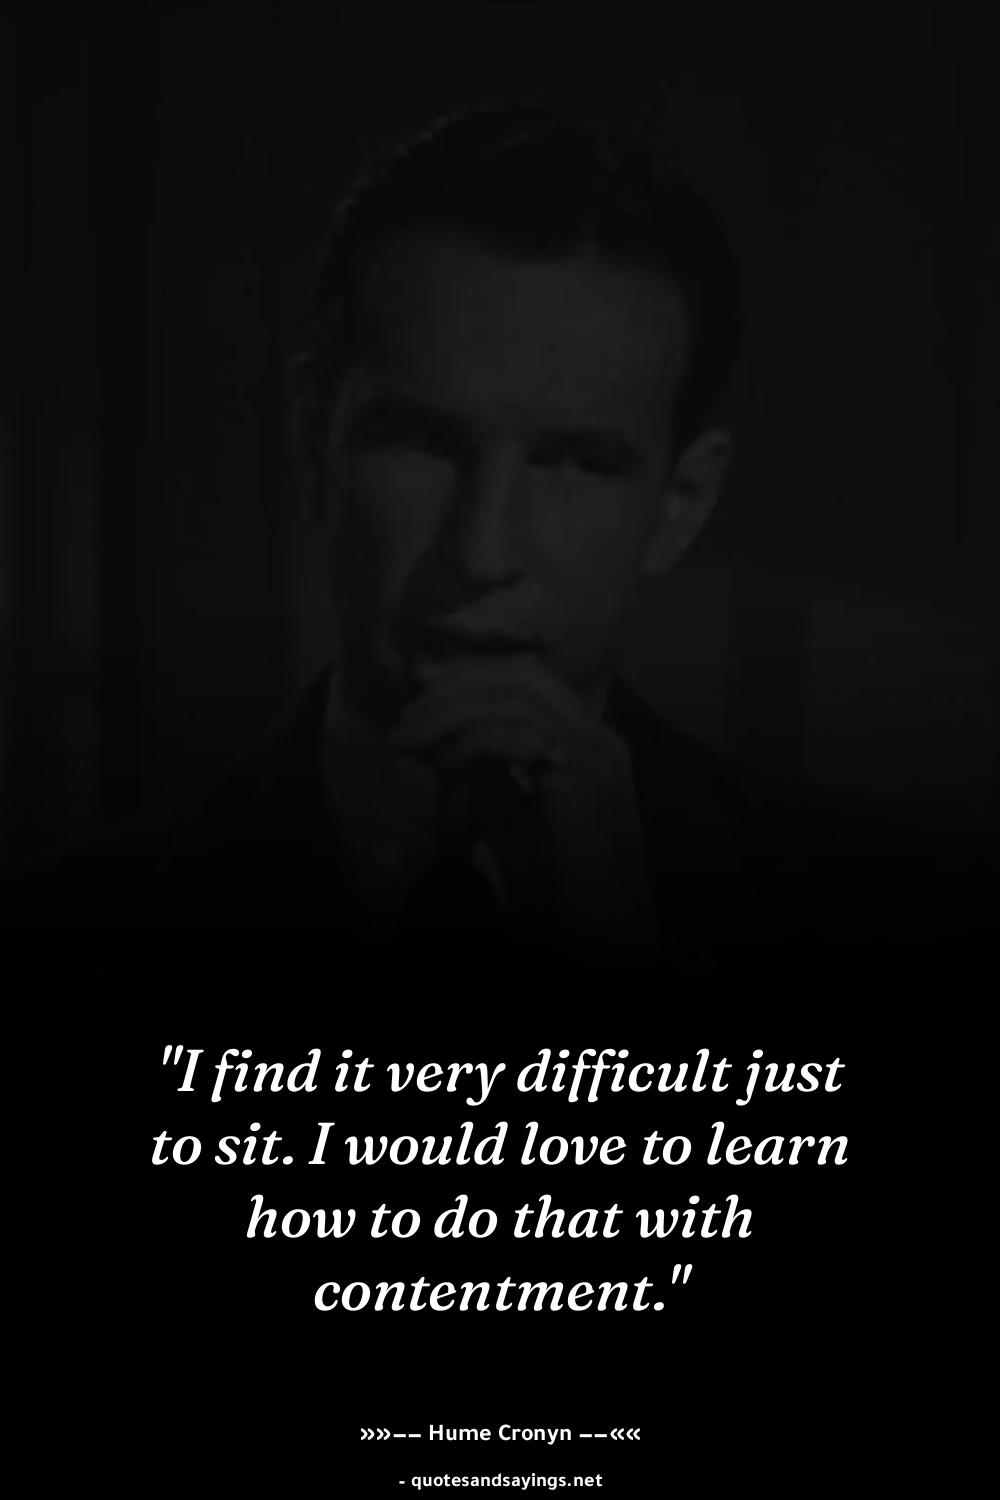 "I find it very difficult just
to sit. I would love to learn
how to do that with
contentment."
»»−− Hume Cronyn −−««
- quotesandsayings.net